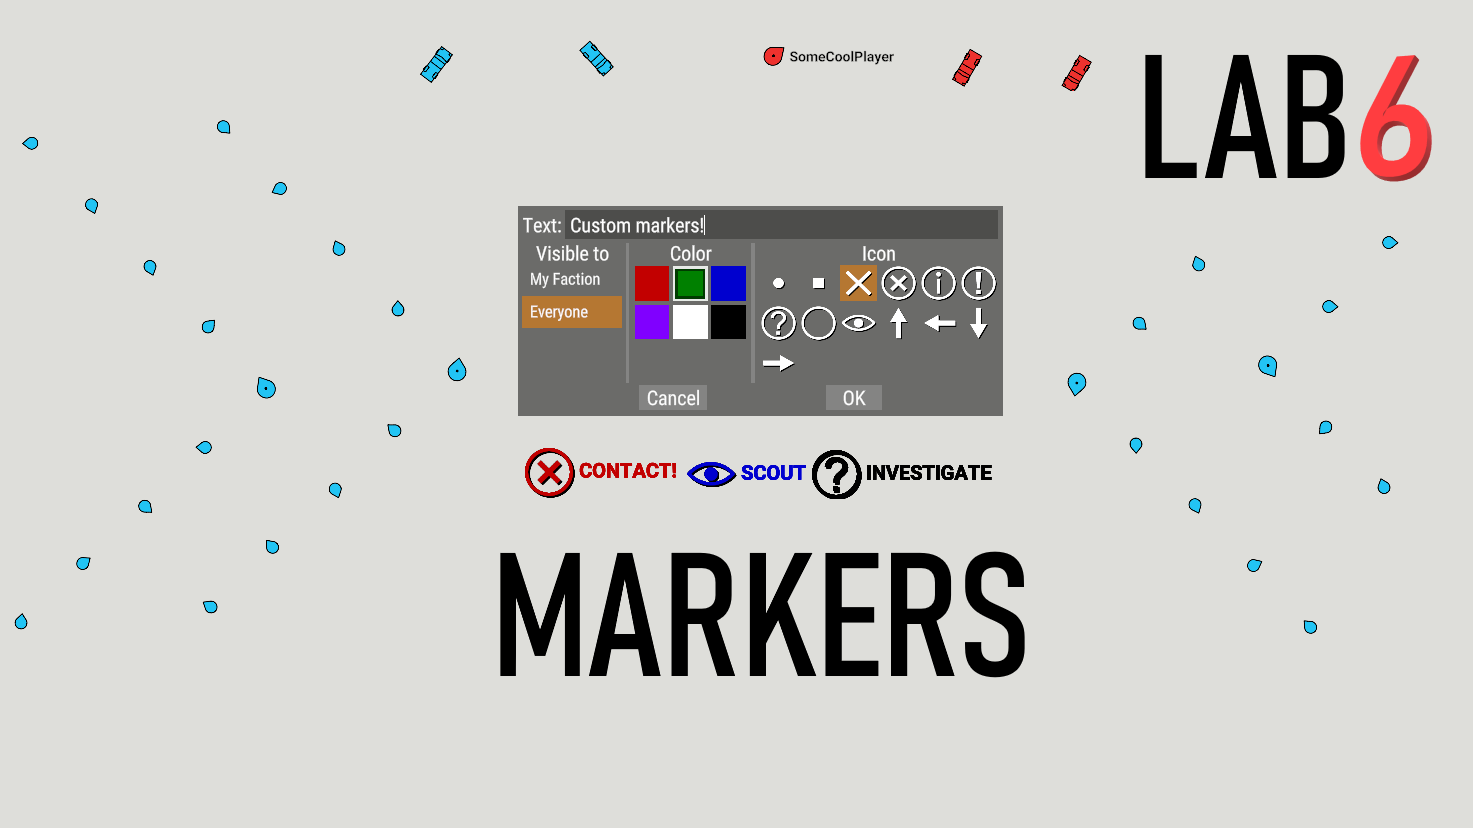 SomeCoolPlayer
LAB6
Text: Custom markers!
Visible to
Color
Icon
My Faction
Everyone
Cancel
OK
CONTACT!
SCOUT
INVESTIGATE
MARKERS